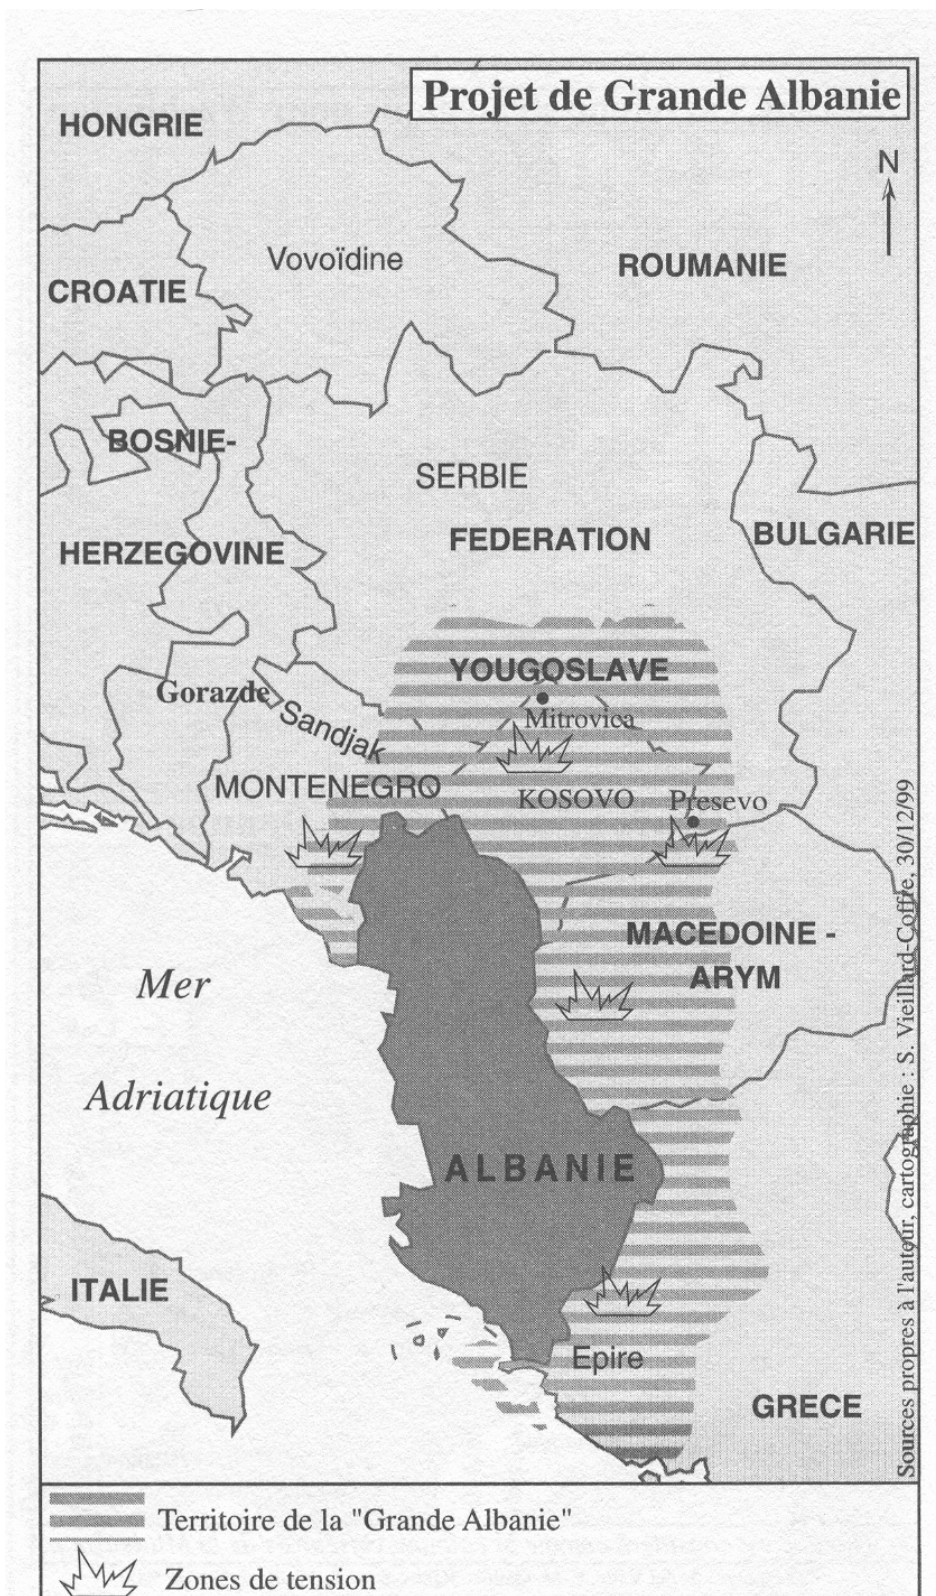 Projet de Grande Albanie
HONGRIE
N
Vovoïdine
ROUMANIE
CROATIE
BOSNIE-
SERBIE
HERZEGOVINE
FEDERATION
BULGARIE
YOUGOSLAVE
Gorazde
Mitrovica
Sandjak
MONTENEGRO
KOSOVO
Presevo
MACEDOINE -
ARYM
Mer
Adriatique
ALBANIE
ITALIE
Epire
GRECE
Sources propres à l'auteur, cartographie : S. Vieillard-Coffre, 30/12/99
Territoire de la "Grande Albanie"
Zones de tension